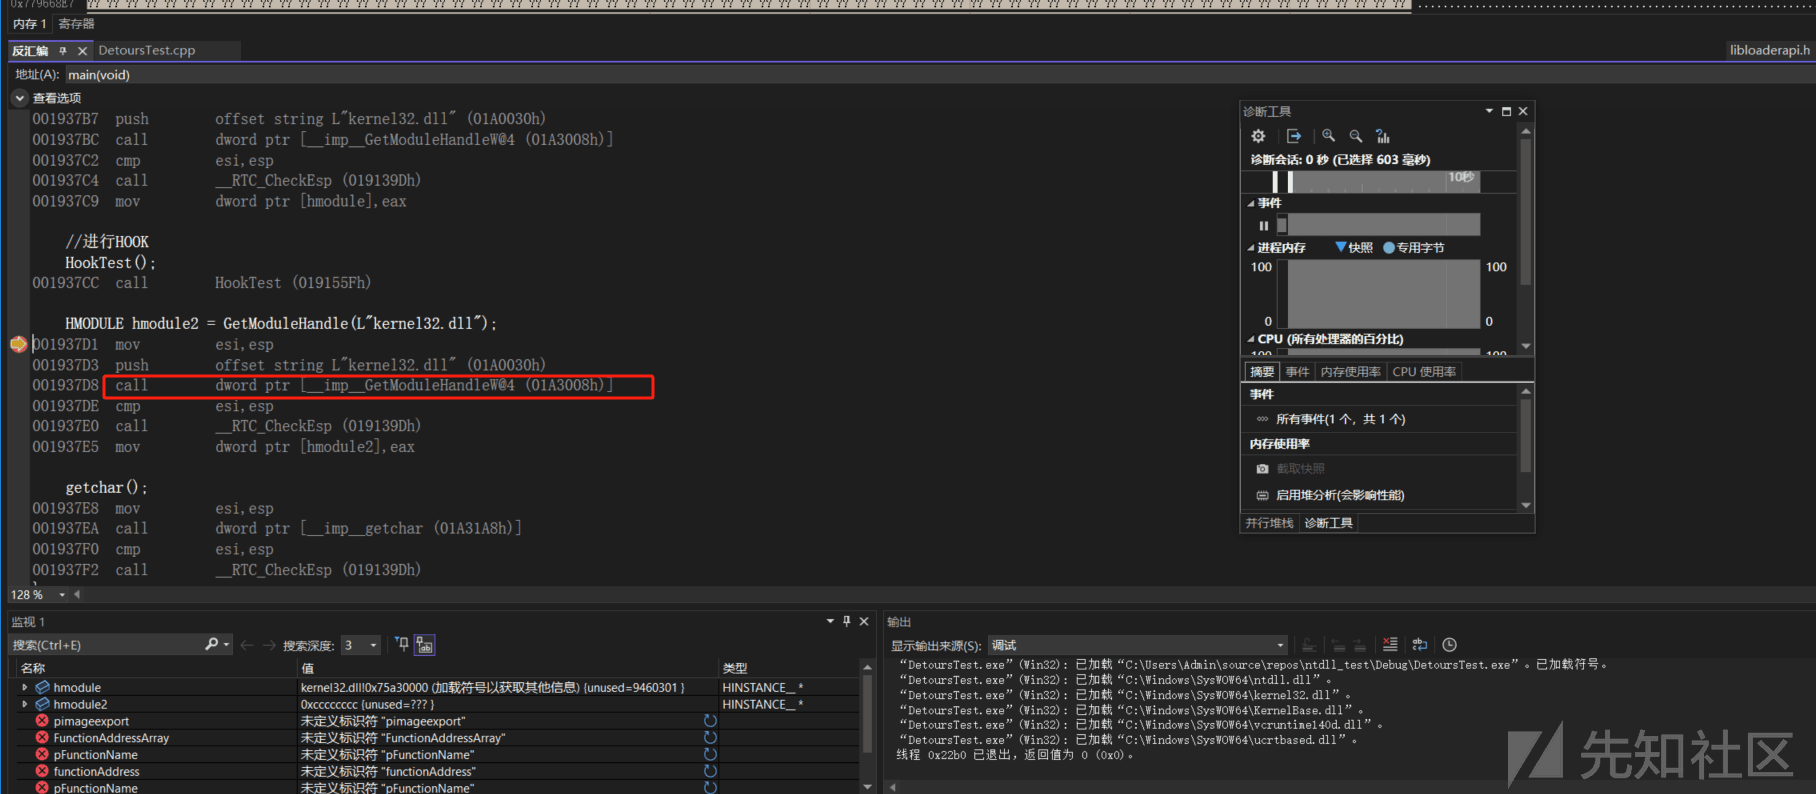 0x779668B7 ?? ?? ?? ?? ?? ?? ?? ?? ?? ?? ?? ?? ?? ?? ?? ??
内存 1 寄存器
反汇编 DetoursTest.cpp libloaderapi.h
地址(A): main(void)
查看选项
001937B7 push offset string L"kernel32.dll" (01A0030h)
001937BC call dword ptr [__imp__GetModuleHandleW@4 (01A3008h)]
001937C2 cmp esi,esp
001937C4 call __RTC_CheckEsp (019139Dh)
001937C9 mov dword ptr [hmodule],eax
//进行HOOK
HookTest();
001937CC call HookTest (019155Fh)
HMODULE hmodule2 = GetModuleHandle(L"kernel32.dll");
001937D1 mov esi,esp
001937D3 push offset string L"kernel32.dll" (01A0030h)
001937D8 call dword ptr [__imp__GetModuleHandleW@4 (01A3008h)]
001937DE cmp esi,esp
001937E0 call __RTC_CheckEsp (019139Dh)
001937E5 mov dword ptr [hmodule2],eax
getchar();
001937E8 mov esi,esp
001937EA call dword ptr [__imp__getchar (01A31A8h)]
001937F0 cmp esi,esp
001937F2 call __RTC_CheckEsp (019139Dh)
}
128 %
诊断工具
诊断会话: 0 秒 (已选择 603 毫秒)
10秒
事件
进程内存 快照 专用字节
100 100
0 0
CPU (所有处理器的百分比)
100 100
摘要 事件 内存使用率 CPU 使用率
事件
所有事件(1 个，共 1 个)
内存使用率
截取快照
启用堆分析(会影响性能)
并行堆栈 诊断工具
监视 1
搜索(Ctrl+E) 搜索深度: 3
名称 值 类型
hmodule kernel32.dll!0x75a30000 (加载符号以获取其他信息) {unused=9460301 } HINSTANCE__ *
hmodule2 0xcccccccc {unused=??? } HINSTANCE__ *
pimageexport 未定义标识符 "pimageexport"
FunctionAddressArray 未定义标识符 "FunctionAddressArray"
pFunctionName 未定义标识符 "pFunctionName"
functionAddress 未定义标识符 "functionAddress"
pFunctionName 未定义标识符 "pFunctionName"
输出
显示输出来源(S): 调试
“DetoursTest.exe” (Win32): 已加载“C:\Users\Admin\source\repos\ntdll_test\Debug\DetoursTest.exe”。已加载符号。
“DetoursTest.exe” (Win32): 已加载“C:\Windows\SysWOW64\ntdll.dll”。
“DetoursTest.exe” (Win32): 已加载“C:\Windows\SysWOW64\kernel32.dll”。
“DetoursTest.exe” (Win32): 已加载“C:\Windows\SysWOW64\KernelBase.dll”。
“DetoursTest.exe” (Win32): 已加载“C:\Windows\SysWOW64\vcruntime140d.dll”。
“DetoursTest.exe” (Win32): 已加载“C:\Windows\SysWOW64\ucrtbased.dll”。
线程 0x22b0 已退出，返回值为 0 (0x0)。
先知社区